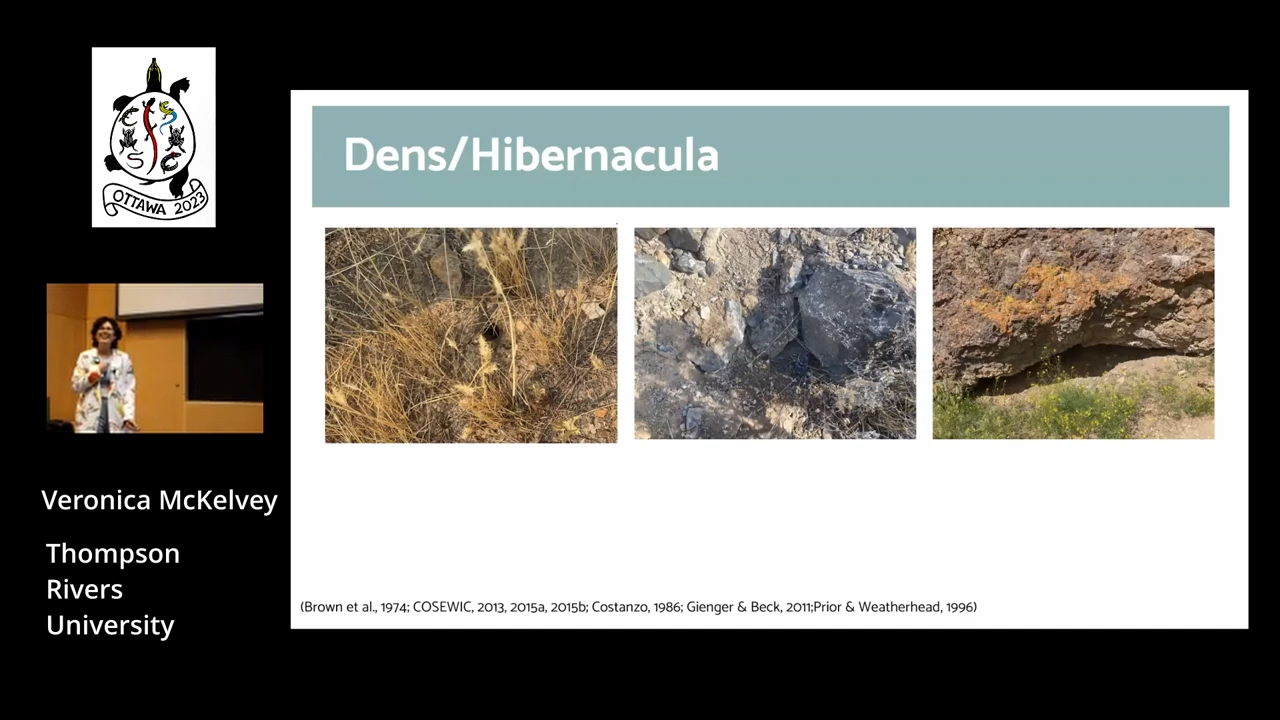 C
S
S
C
OTTAWA 2023
Dens/Hibernacula
Veronica McKelvey
Thompson
Rivers
University
(Brown et al., 1974; COSEWIC, 2013, 2015a, 2015b; Costanzo, 1986; Gienger & Beck, 2011;Prior & Weatherhead, 1996)